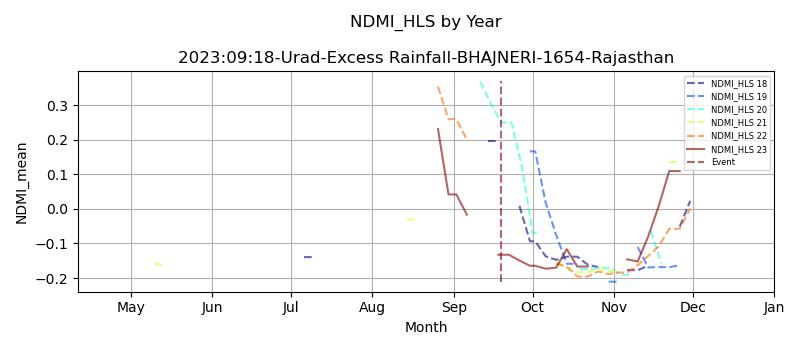 NDMI_HLS by Year
2023:09:18-Urad-Excess Rainfall-BHAJNERI-1654-Rajasthan
NDMI_mean
0.3
0.2
0.1
0.0
−0.1
−0.2
NDMI_HLS 18
NDMI_HLS 19
NDMI_HLS 20
NDMI_HLS 21
NDMI_HLS 22
NDMI_HLS 23
Event
May Jun Jul Aug Sep Oct Nov Dec Jan
Month